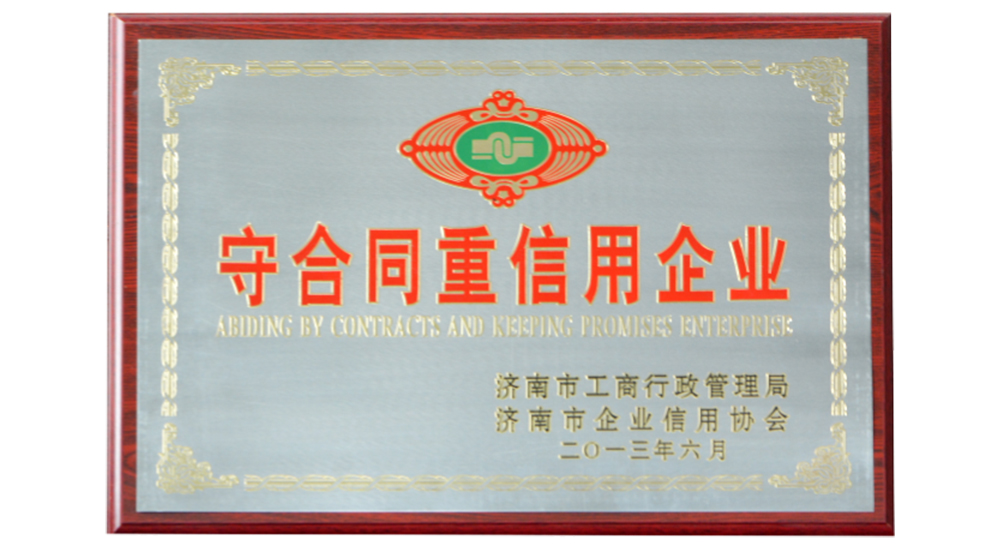 守合同重信用企业
ABIDING BY CONTRACTS AND KEEPING PROMISES ENTERPRISE
济南市工商行政管理局
济南市企业信用协会
二〇一三年六月